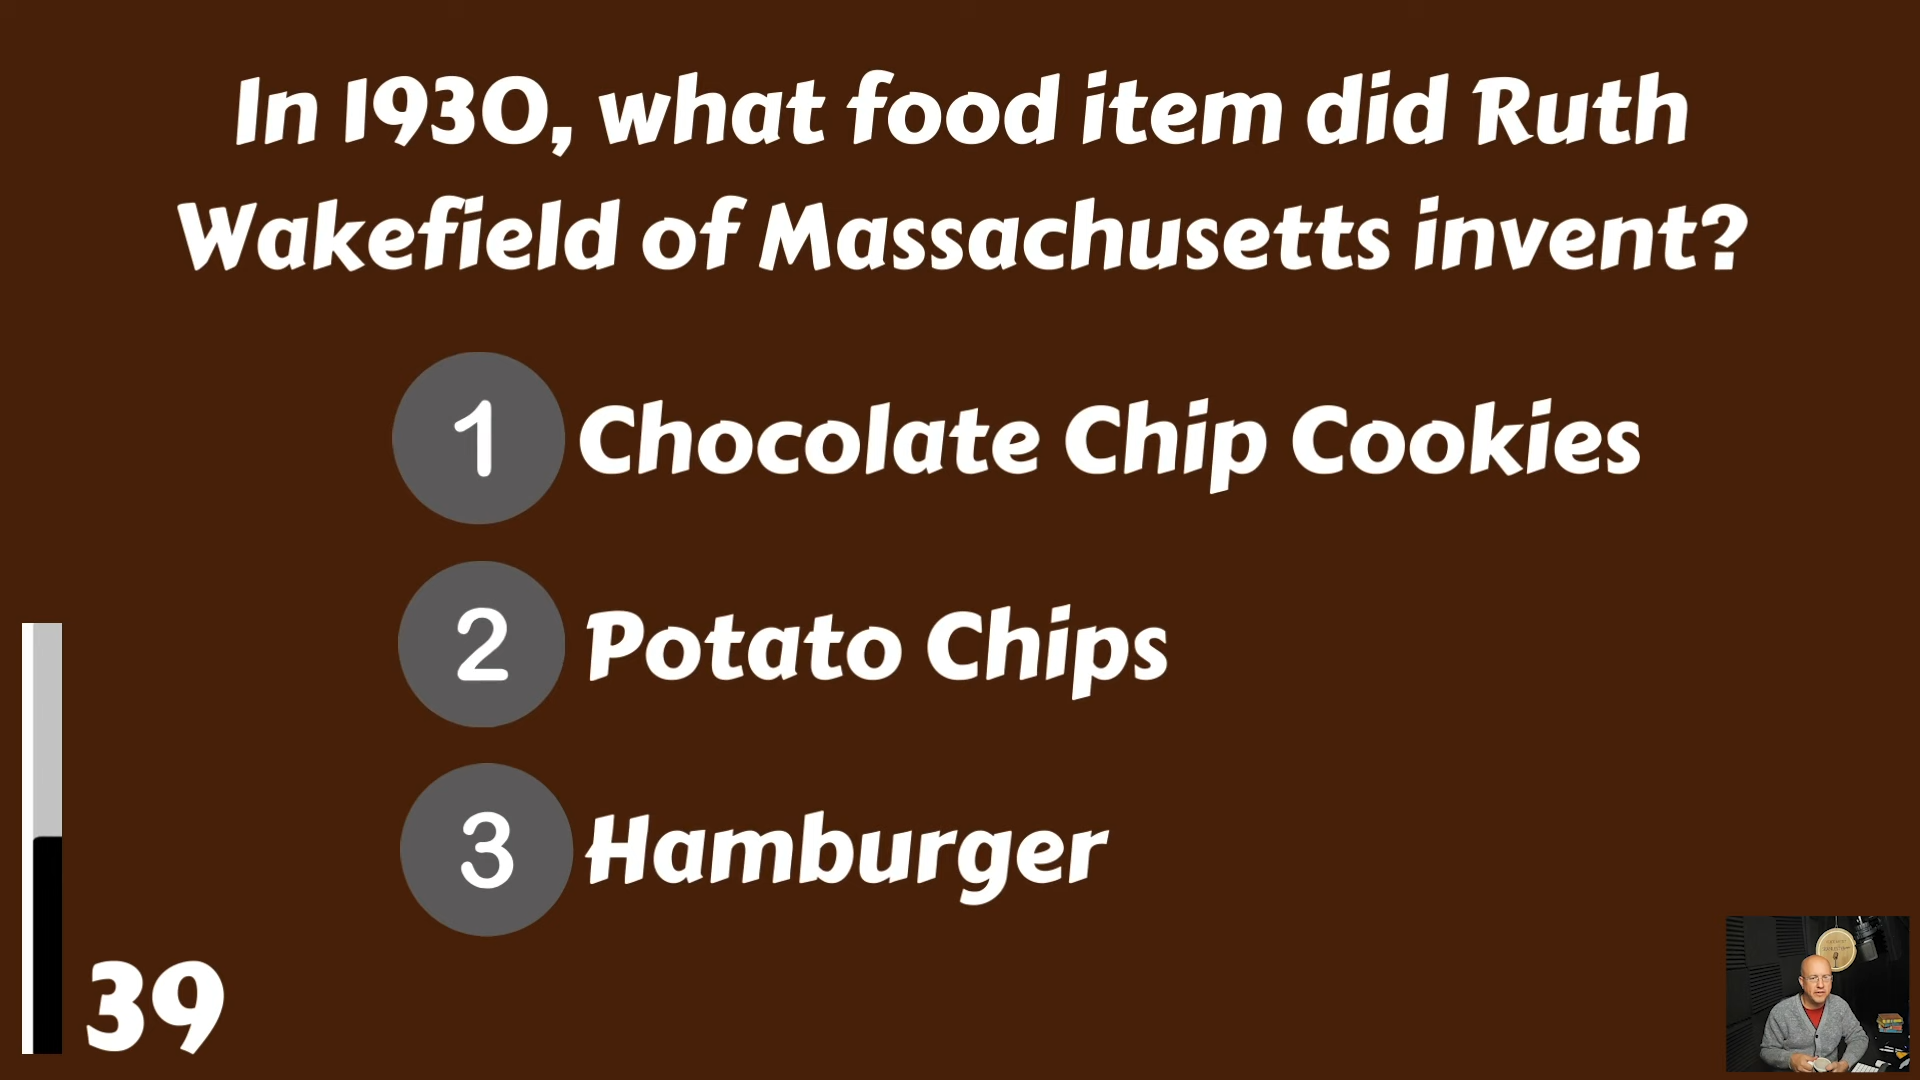 In 1930, what food item did Ruth
Wakefield of Massachusetts invent?
1 Chocolate Chip Cookies
2 Potato Chips
3 Hamburger
39